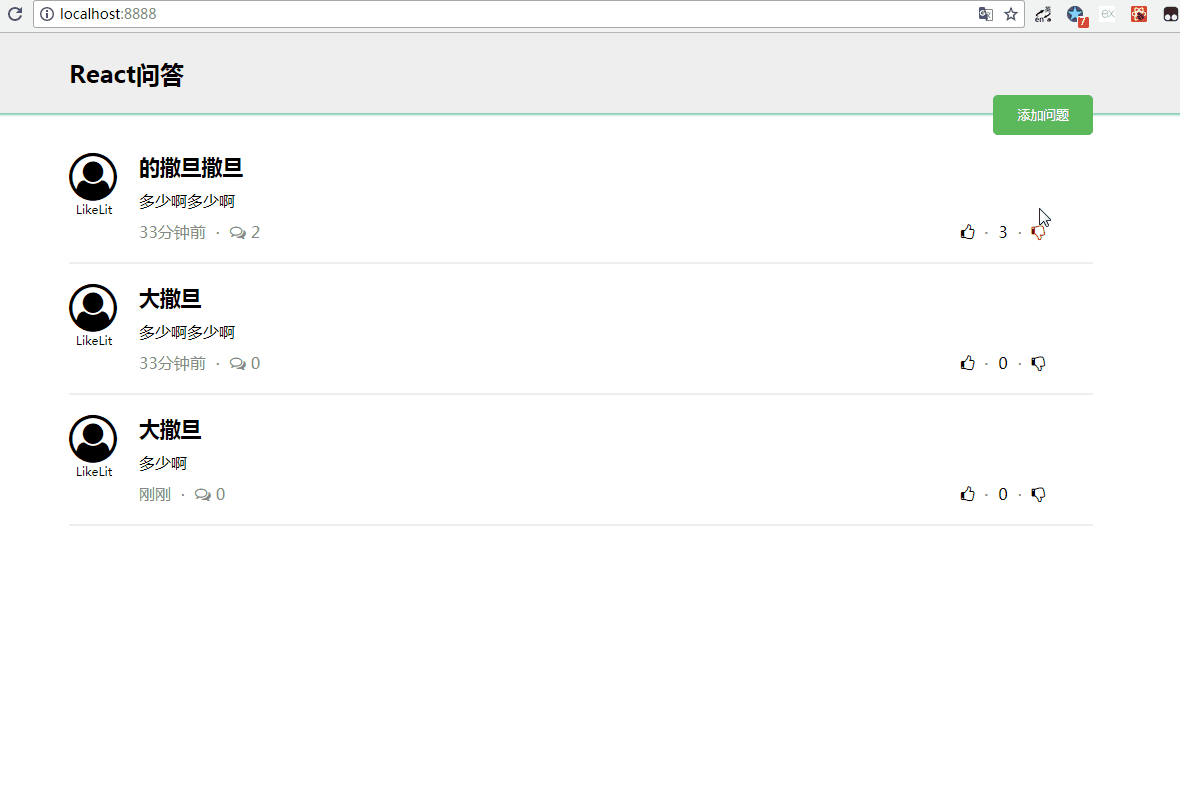 localhost:8888
en 英
7
ex
React问答
添加问题
的撒旦撒旦
多少啊多少啊
LikeLit
33分钟前 · 2
· 3 ·
大撒旦
多少啊多少啊
LikeLit
33分钟前 · 0
· 0 ·
大撒旦
多少啊
LikeLit
刚刚 · 0
· 0 ·